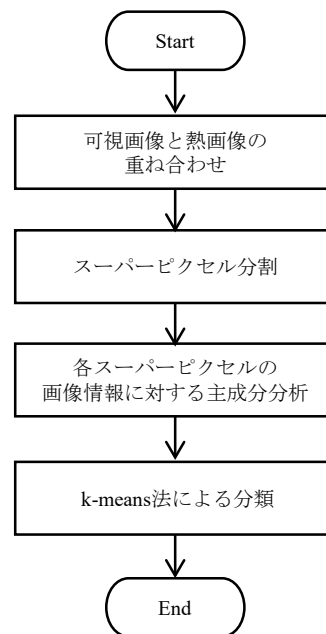 Start
可視画像と熱画像の
重ね合わせ
スーパーピクセル分割
各スーパーピクセルの
画像情報に対する主成分分析
k-means法による分類
End